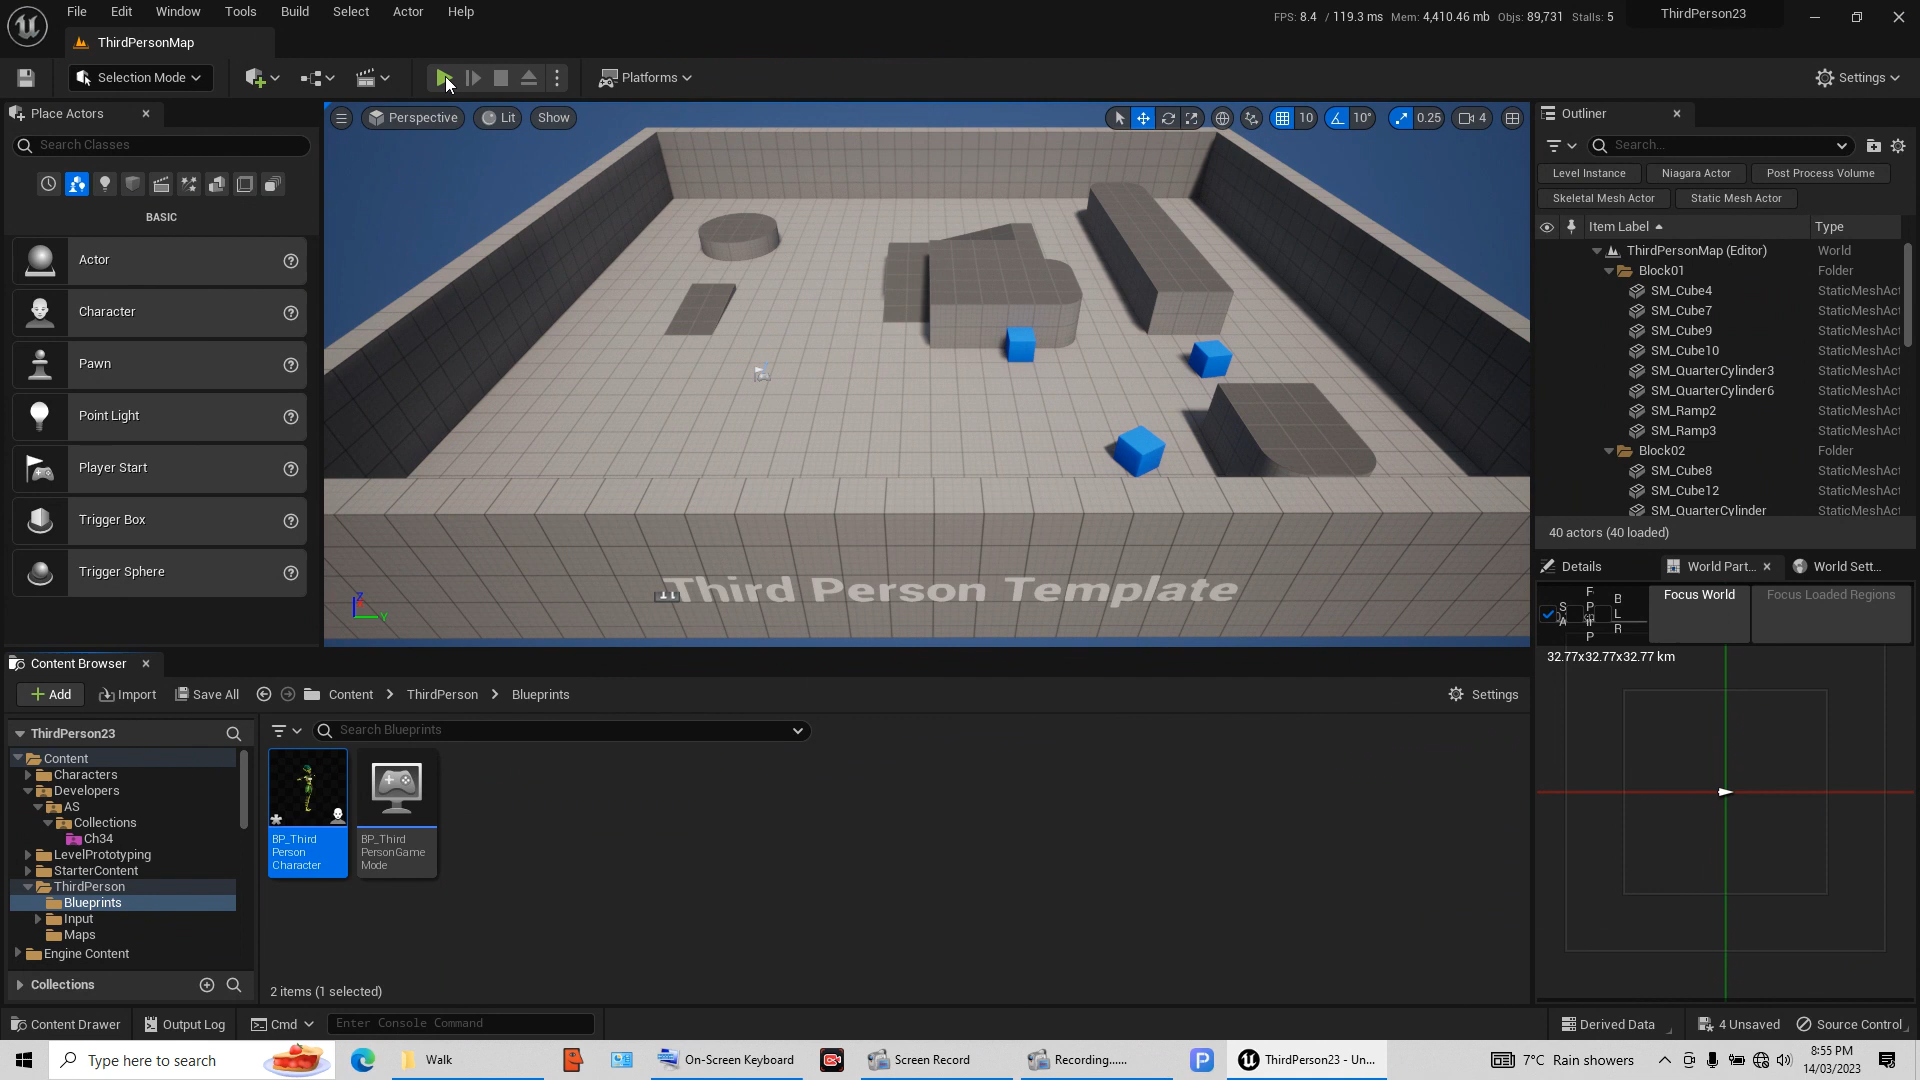 File Edit Window Tools Build Select Actor Help
FPS: 8.4 / 119.3 ms Mem: 4,410.46 mb Objs: 89,731 Stalls: 5
ThirdPerson23
ThirdPersonMap
Selection Mode
Platforms
Settings
Place Actors
Search Classes
BASIC
Actor
Character
Pawn
Point Light
Player Start
Trigger Box
Trigger Sphere
Perspective Lit Show
10 10° 0.25 4
Third Person Template
Z
Y
Outliner
Search...
Level Instance Niagara Actor Post Process Volume
Skeletal Mesh Actor Static Mesh Actor
Item Label Type
ThirdPersonMap (Editor) World
Block01 Folder
SM_Cube4 StaticMeshAct
SM_Cube7 StaticMeshAct
SM_Cube9 StaticMeshAct
SM_Cube10 StaticMeshAct
SM_QuarterCylinder3 StaticMeshAct
SM_QuarterCylinder6 StaticMeshAct
SM_Ramp2 StaticMeshAct
SM_Ramp3 StaticMeshAct
Block02 Folder
SM_Cube8 StaticMeshAct
SM_Cube12 StaticMeshAct
SM_QuarterCylinder StaticMeshAct
40 actors (40 loaded)
Details World Part... World Sett...
Focus World Focus Loaded Regions
32.77x32.77x32.77 km
Content Browser
Add Import Save All Content ThirdPerson Blueprints Settings
ThirdPerson23
Content
Characters
Developers
AS
Collections
Ch34
LevelPrototyping
StarterContent
ThirdPerson
Blueprints
Input
Maps
Engine Content
Collections
Search Blueprints
BP_Third
Person
Character
BP_Third
PersonGame
Mode
2 items (1 selected)
Content Drawer Output Log Cmd Enter Console Command
Derived Data 4 Unsaved Source Control
Type here to search
Walk
On-Screen Keyboard
Screen Record
Recording......
ThirdPerson23 - Un...
7°C Rain showers
8:55 PM
14/03/2023